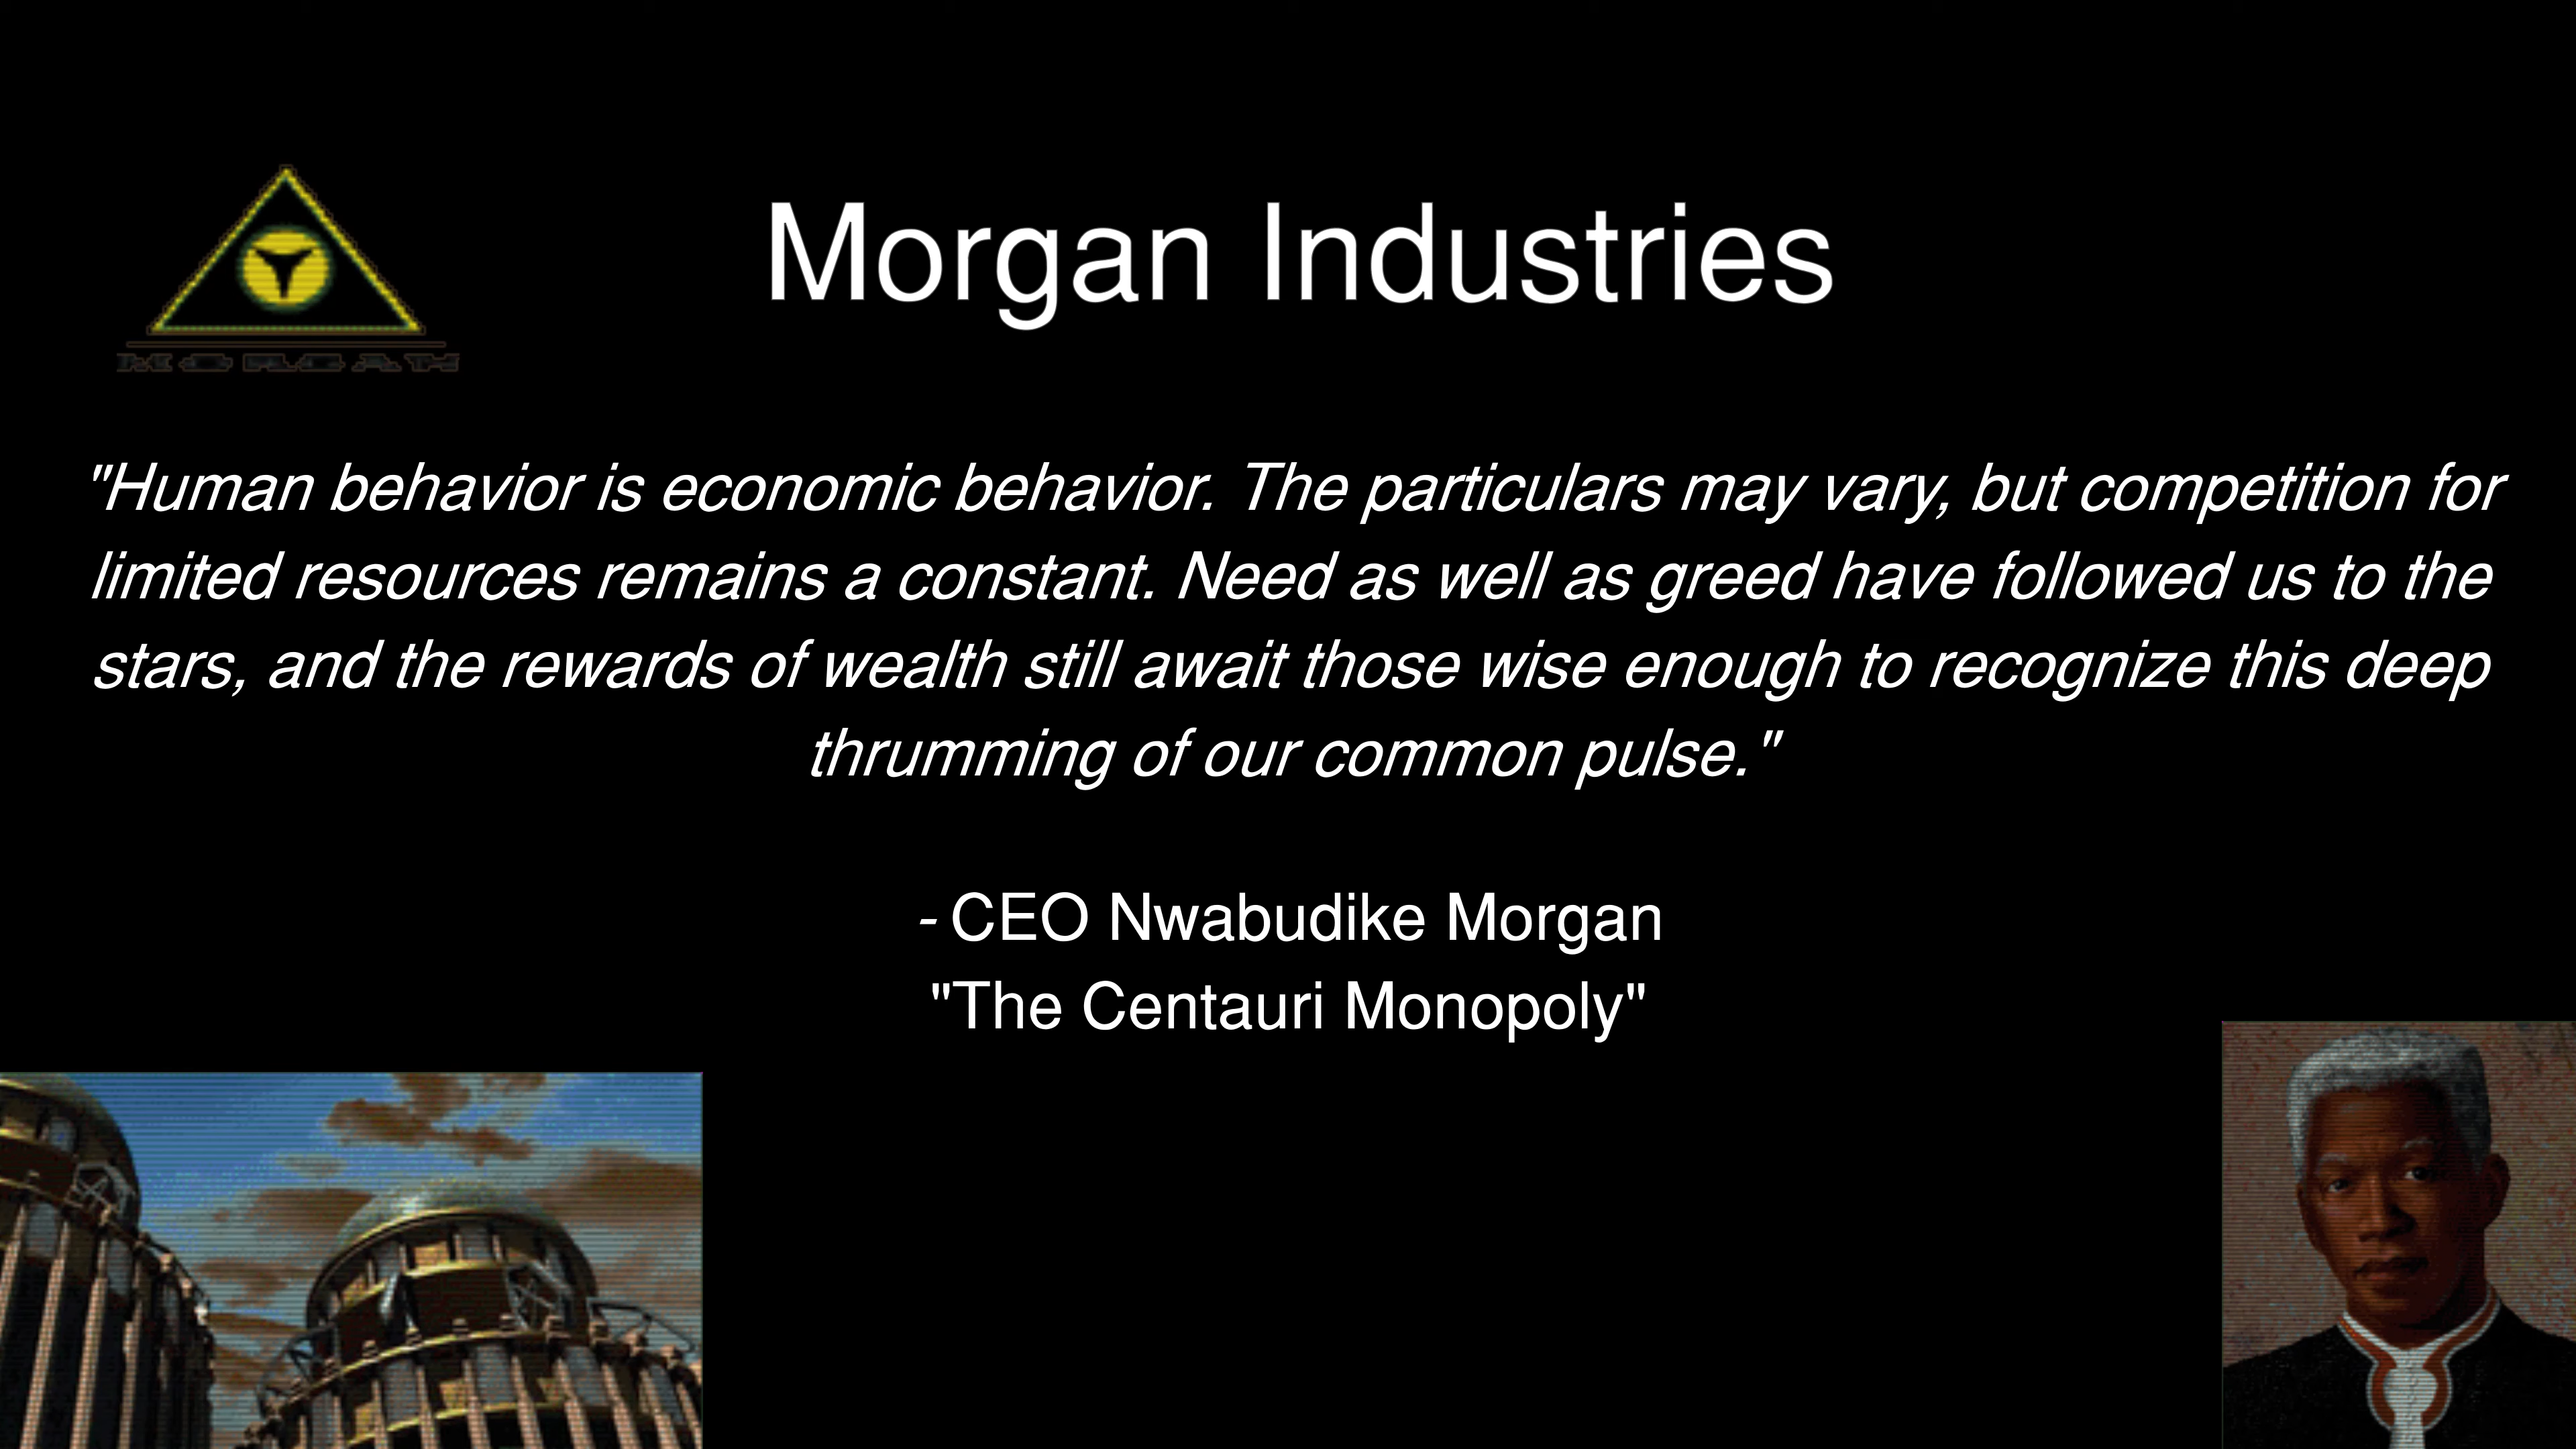 MORGAN
Morgan Industries
"Human behavior is economic behavior. The particulars may vary, but competition for
limited resources remains a constant. Need as well as greed have followed us to the
stars, and the rewards of wealth still await those wise enough to recognize this deep
thrumming of our common pulse."
- CEO Nwabudike Morgan
"The Centauri Monopoly"